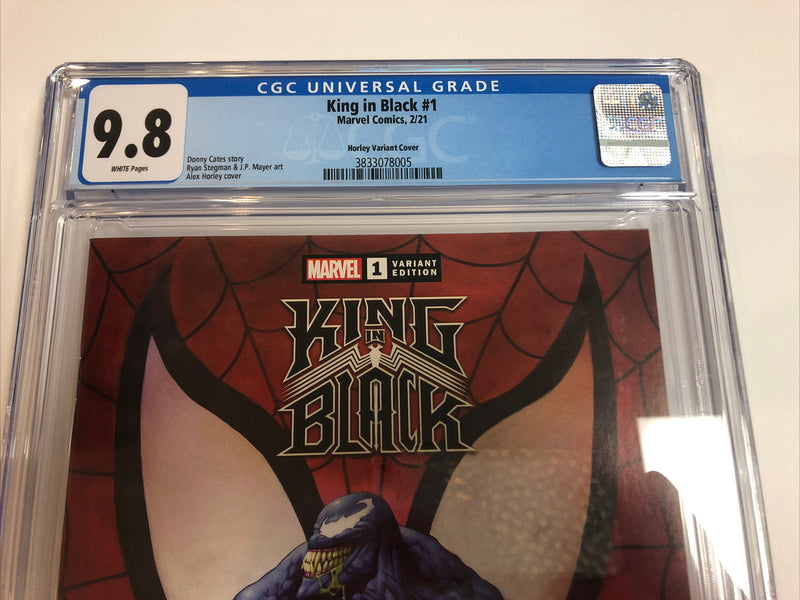 CGC UNIVERSAL GRADE
9.8
WHITE Pages
King in Black #1
Marvel Comics, 2/21
Horley Variant Cover
Donny Cates story
Ryan Stegman & J.P. Mayer art
Alex Horley cover
3833078005
CGC
MARVEL 1 VARIANT EDITION
KING
IN
BLACK